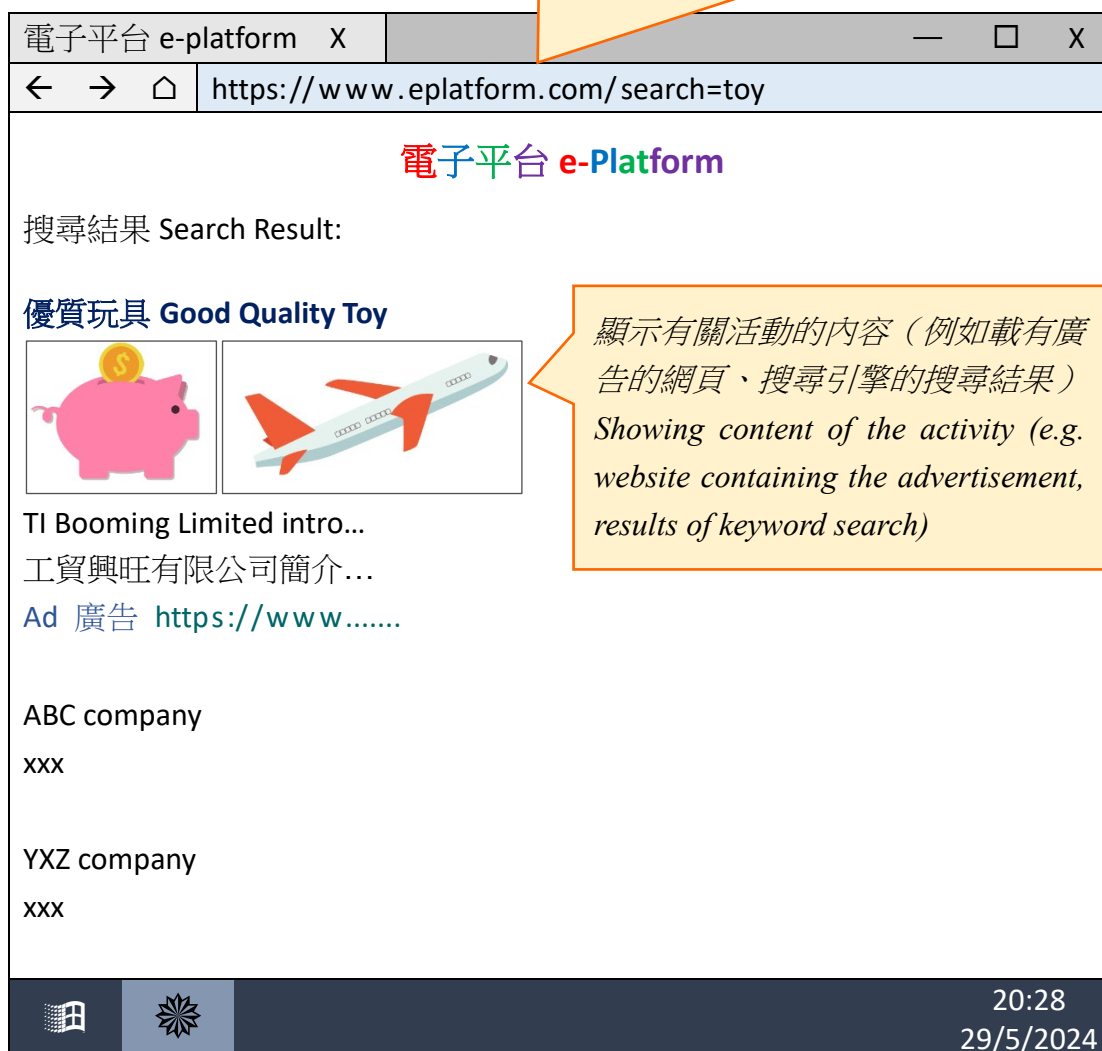 電子平台 e-platform X — □ X
← → https://www.eplatform.com/search=toy
電子平台 e-Platform
搜尋結果 Search Result:
優質玩具 Good Quality Toy
顯示有關活動的內容（例如載有廣
告的網頁、搜尋引擎的搜尋結果）
Showing content of the activity (e.g.
website containing the advertisement,
results of keyword search)
TI Booming Limited intro…
工貿興旺有限公司簡介…
Ad 廣告 https://www.......
ABC company
xxx
YXZ company
xxx
20:28
29/5/2024